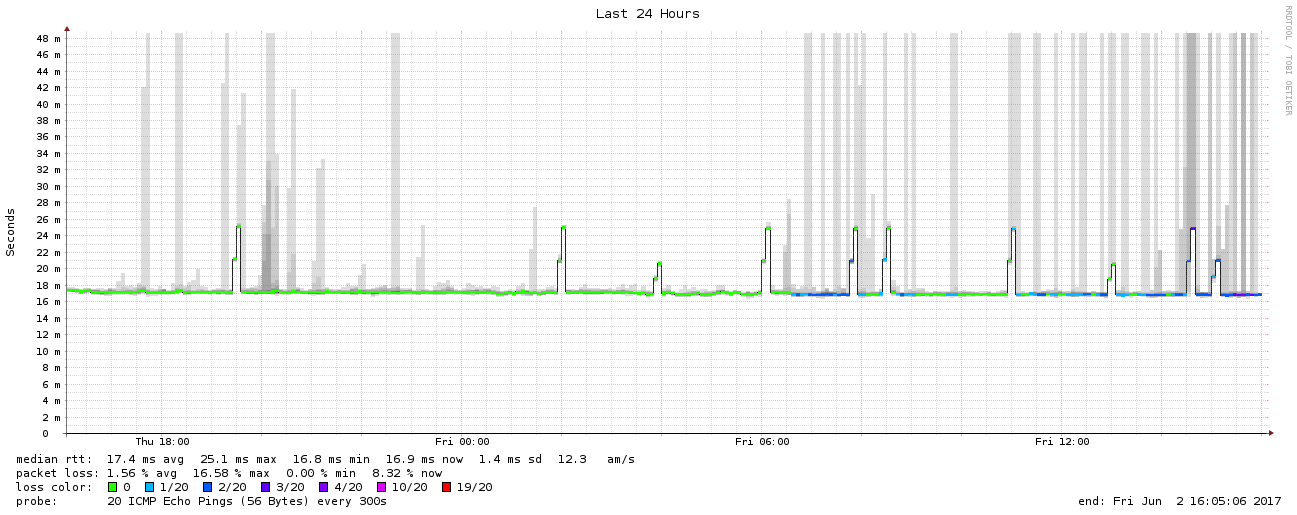 Last 24 Hours
RRDTOOL / TOBI OETIKER
Seconds
48 m
46 m
44 m
42 m
40 m
38 m
36 m
34 m
32 m
30 m
28 m
26 m
24 m
22 m
20 m
18 m
16 m
14 m
12 m
10 m
8 m
6 m
4 m
2 m
0
Thu 18:00 Fri 00:00 Fri 06:00 Fri 12:00
median rtt: 17.4 ms avg 25.1 ms max 16.8 ms min 16.9 ms now 1.4 ms sd 12.3 am/s
packet loss: 1.56 % avg 16.58 % max 0.00 % min 8.32 % now
loss color: 0 1/20 2/20 3/20 4/20 10/20 19/20
probe: 20 ICMP Echo Pings (56 Bytes) every 300s end: Fri Jun 2 16:05:06 2017